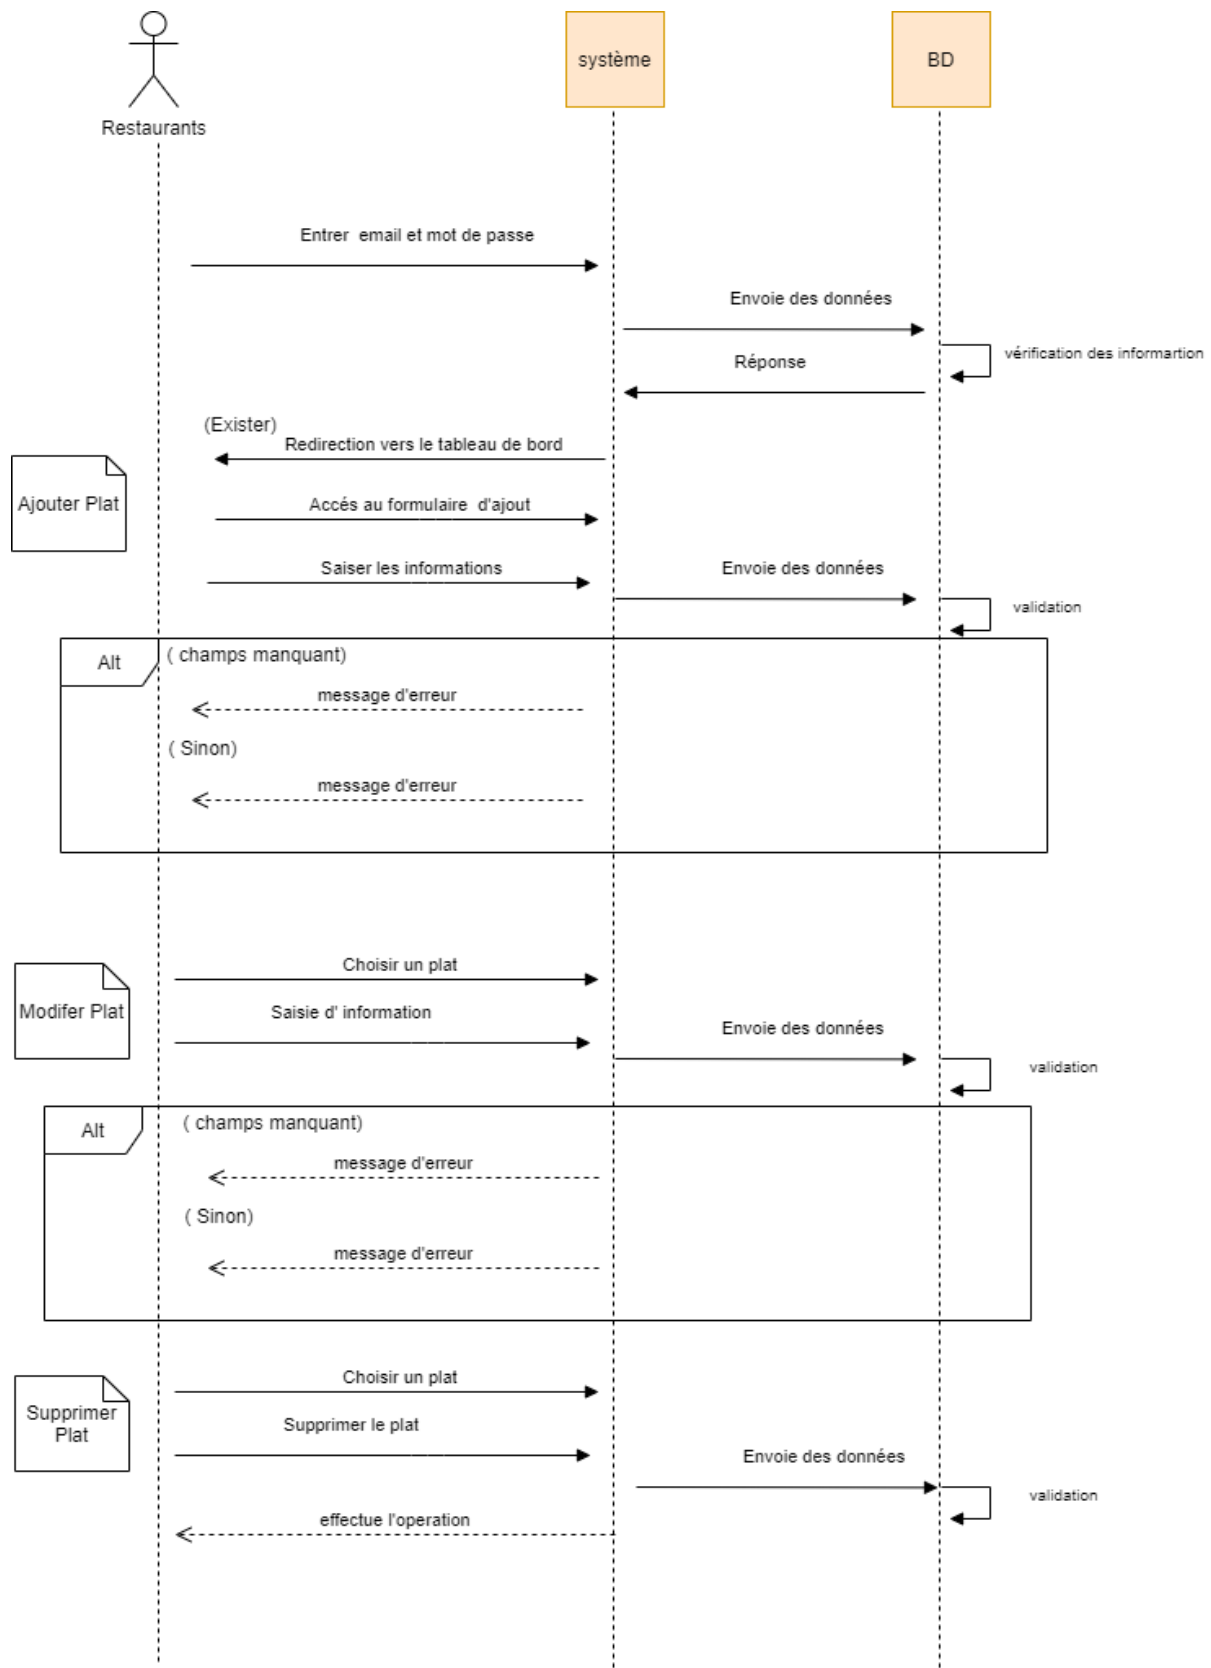 système
BD
Restaurants
Entrer email et mot de passe
Envoie des données
vérification des informartion
Réponse
(Exister)
Redirection vers le tableau de bord
Ajouter Plat
Accés au formulaire d'ajout
Saiser les informations
Envoie des données
validation
Alt
( champs manquant)
message d'erreur
( Sinon)
message d'erreur
Choisir un plat
Modifer Plat
Saisie d' information
Envoie des données
validation
Alt
( champs manquant)
message d'erreur
( Sinon)
message d'erreur
Choisir un plat
Supprimer
Plat
Supprimer le plat
Envoie des données
validation
effectue l'operation